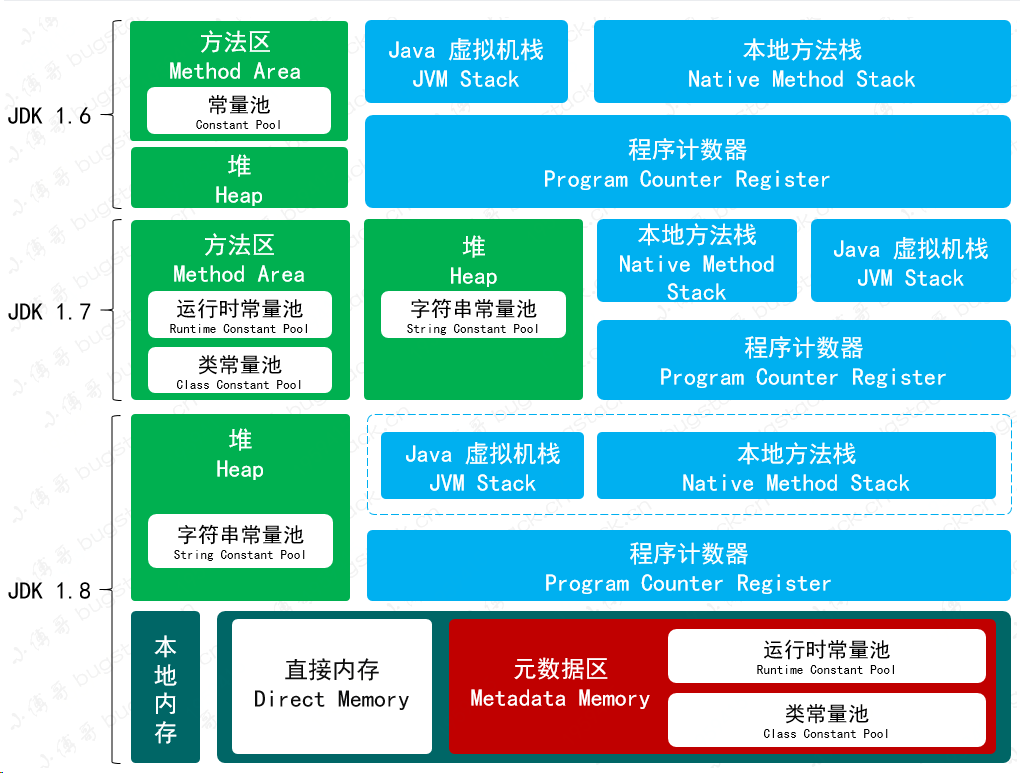 JDK 1.6
方法区
Method Area
常量池
Constant Pool
堆
Heap
Java 虚拟机栈
JVM Stack
本地方法栈
Native Method Stack
程序计数器
Program Counter Register
JDK 1.7
方法区
Method Area
运行时常量池
Runtime Constant Pool
类常量池
Class Constant Pool
堆
Heap
字符串常量池
String Constant Pool
本地方法栈
Native Method
Stack
Java 虚拟机栈
JVM Stack
程序计数器
Program Counter Register
JDK 1.8
堆
Heap
字符串常量池
String Constant Pool
Java 虚拟机栈
JVM Stack
本地方法栈
Native Method Stack
程序计数器
Program Counter Register
本地内存
直接内存
Direct Memory
元数据区
Metadata Memory
运行时常量池
Runtime Constant Pool
类常量池
Class Constant Pool